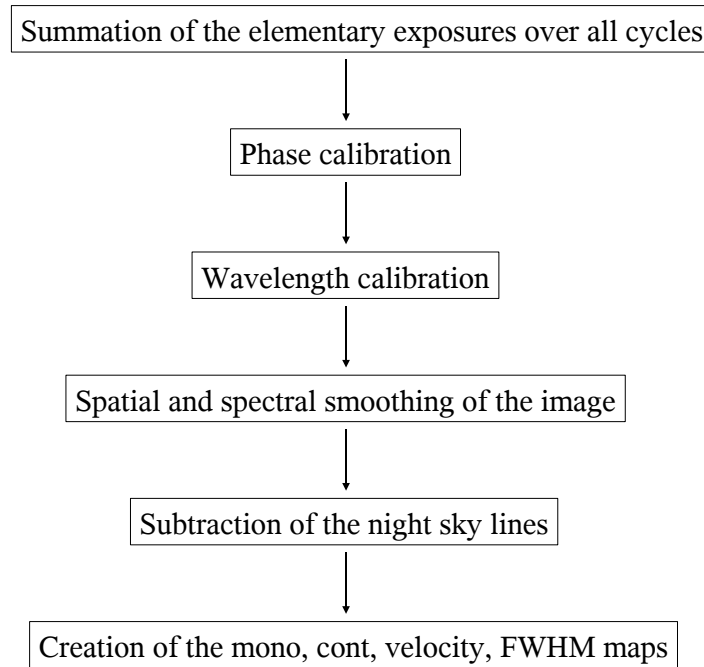 Summation of the elementary exposures over all cycles
Phase calibration
Wavelength calibration
Spatial and spectral smoothing of the image
Subtraction of the night sky lines
Creation of the mono, cont, velocity, FWHM maps